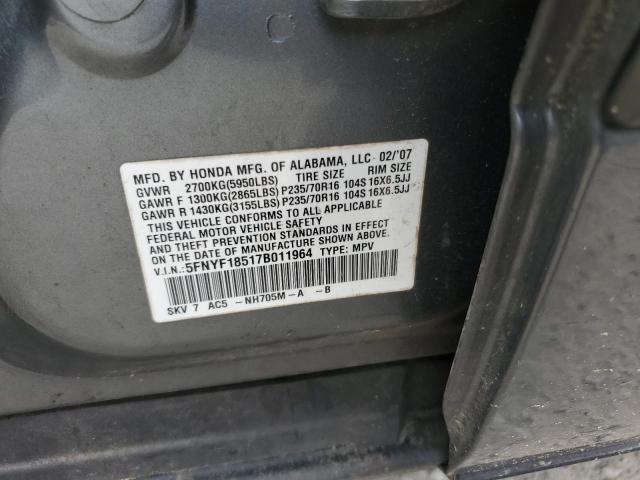 MFD. BY HONDA MFG. OF ALABAMA, LLC 02/'07
GVWR 2700KG(5950LBS) TIRE SIZE RIM SIZE
GAWR F 1300KG(2865LBS)P235/70R16 104S 16X6.5JJ
GAWR R 1430KG(3155LBS)P235/70R16 104S 16X6.5JJ
THIS VEHICLE CONFORMS TO ALL APPLICABLE
FEDERAL MOTOR VEHICLE SAFETY
AND THEFT PREVENTION STANDARDS IN EFFECT
ON THE DATE OF MANUFACTURE SHOWN ABOVE.
V.I.N.:5FNYF18517B011964 TYPE: MPV
SKV 7 AC5 -NH705M-A -B